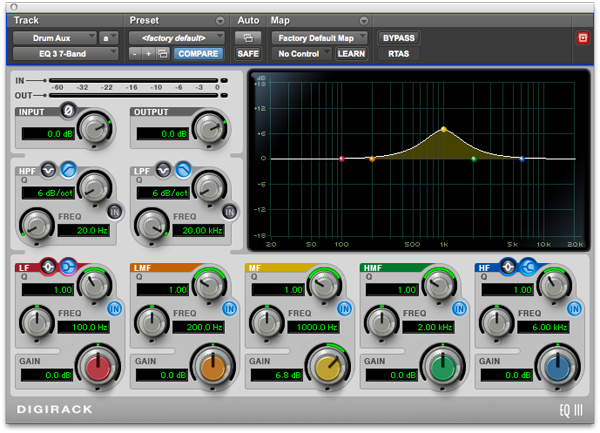 Track Preset Auto Map
Drum Aux a <factory default> Factory Default Map BYPASS
EQ 3 7-Band - + COMPARE SAFE No Control LEARN RTAS
IN
-60 -32 -22 -16 -9 -6 -3 0
OUT
INPUT Ø OUTPUT
0.0 dB 0.0 dB
HPF LPF
Q Q
6 dB/oct 6 dB/oct
IN IN
FREQ FREQ
20.0 Hz 20.00 kHz
dB
+18
+12
+6
0
-6
-12
-18
20 50 100 500 1k 5k 10k 20k
LF LMF MF HMF HF
Q Q Q Q Q
1.00 1.00 1.00 1.00 1.00
IN IN IN IN IN
FREQ FREQ FREQ FREQ FREQ
100.0 Hz 200.0 Hz 1000.0 Hz 2.00 kHz 6.00 kHz
GAIN GAIN GAIN GAIN GAIN
0.0 dB 0.0 dB 6.8 dB 0.0 dB 0.0 dB
DIGIRACK EQ III